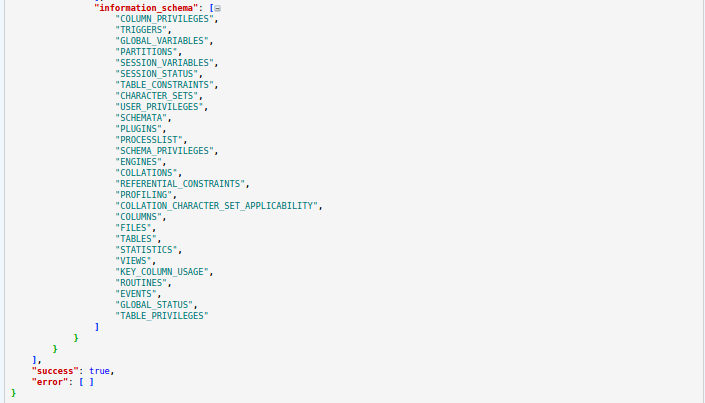 "information_schema": [
"COLUMN_PRIVILEGES",
"TRIGGERS",
"GLOBAL_VARIABLES",
"PARTITIONS",
"SESSION_VARIABLES",
"SESSION_STATUS",
"TABLE_CONSTRAINTS",
"CHARACTER_SETS",
"USER_PRIVILEGES",
"SCHEMATA",
"PLUGINS",
"PROCESSLIST",
"SCHEMA_PRIVILEGES",
"ENGINES",
"COLLATIONS",
"REFERENTIAL_CONSTRAINTS",
"PROFILING",
"COLLATION_CHARACTER_SET_APPLICABILITY",
"COLUMNS",
"FILES",
"TABLES",
"STATISTICS",
"VIEWS",
"KEY_COLUMN_USAGE",
"ROUTINES",
"EVENTS",
"GLOBAL_STATUS",
"TABLE_PRIVILEGES"
]
}
}
],
"success": true,
"error": [ ]
}